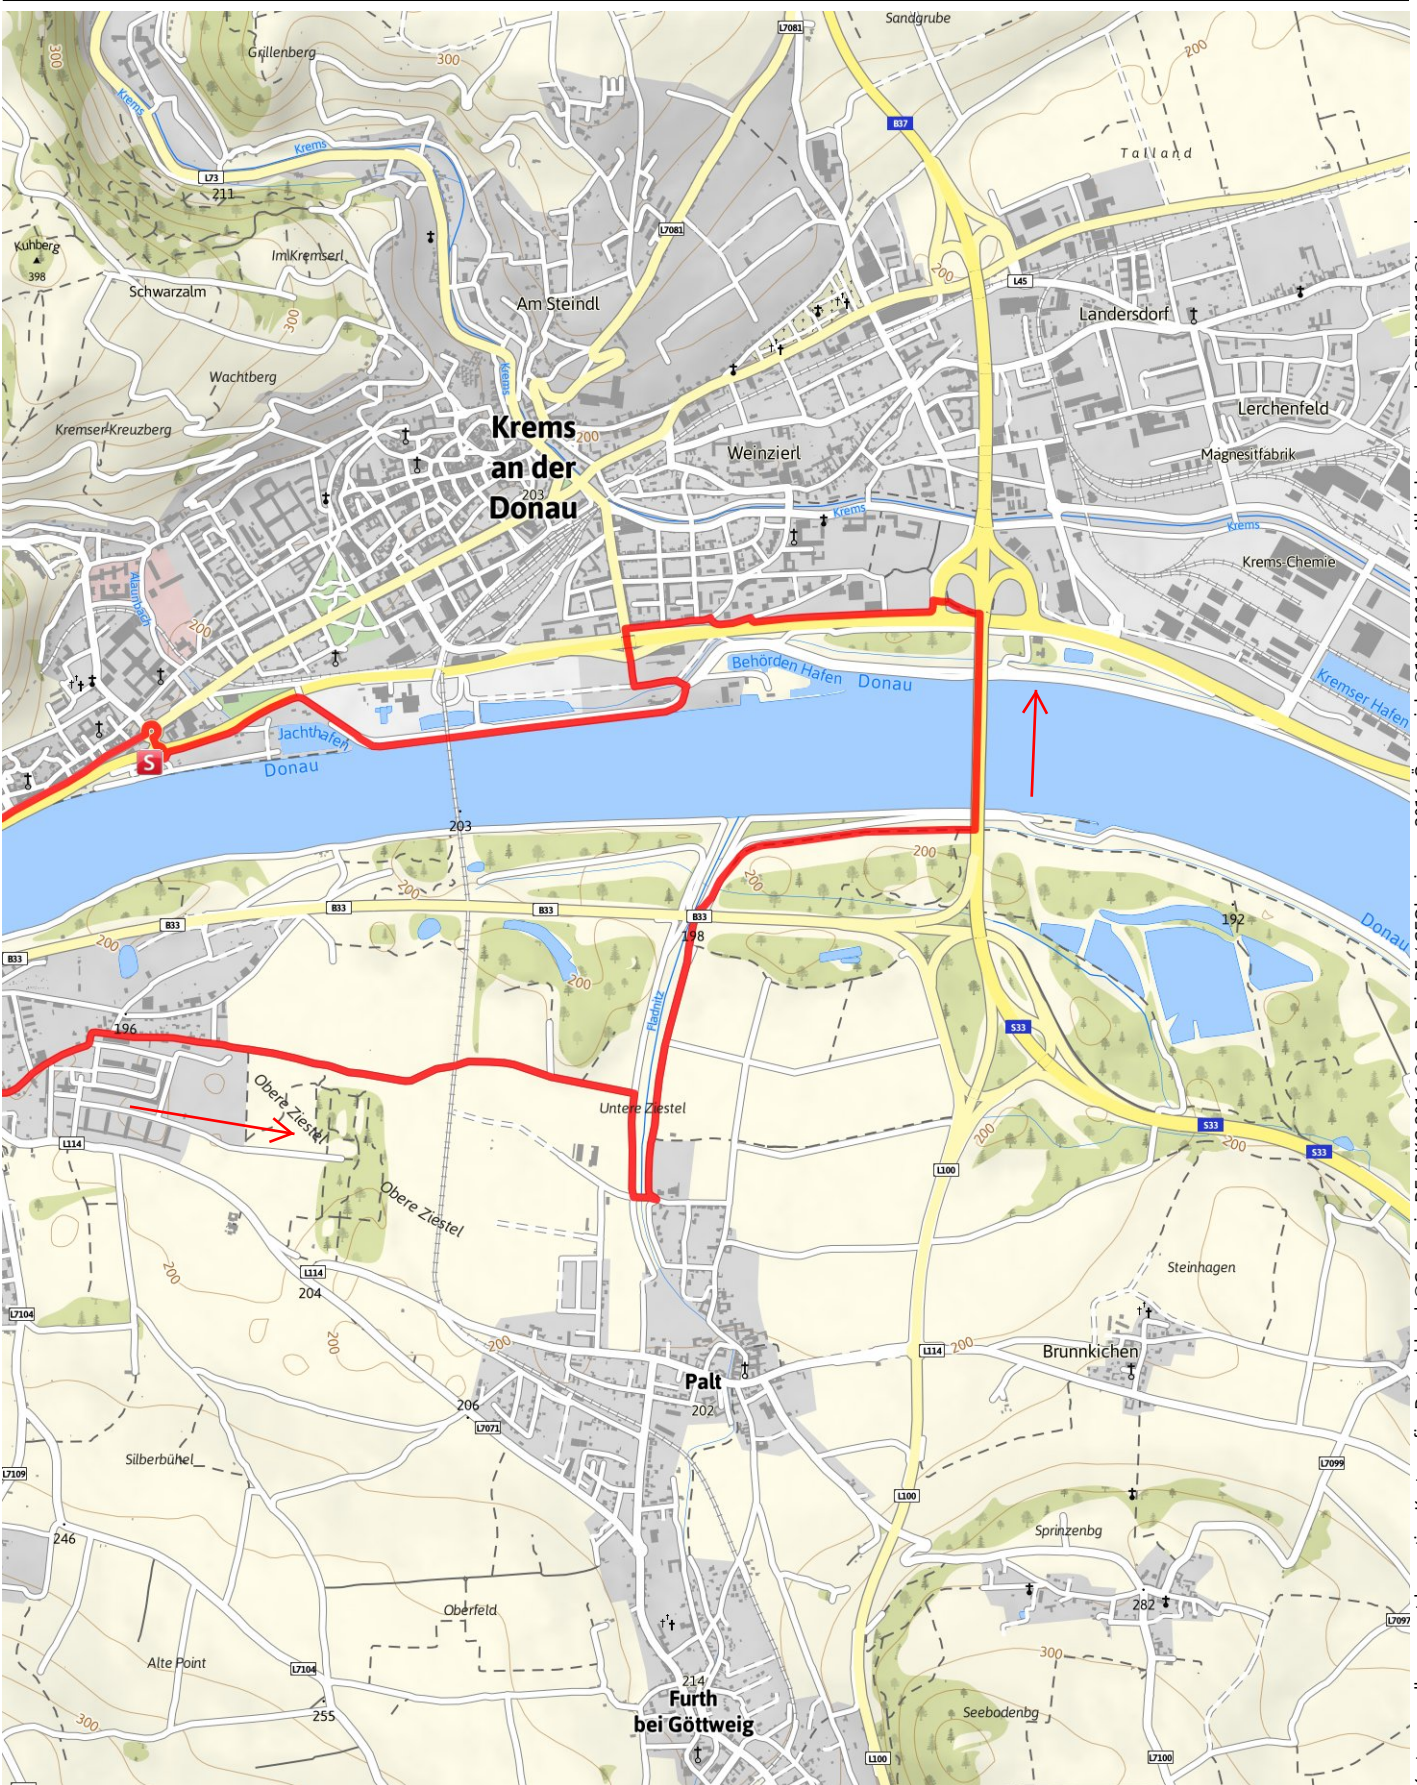 Sandgrube
L7081
Grillenberg
300
300
200
Krems
B37
Krems
Talland
L73
211
L7081
Kuhberg
398
Im Kremserl
Schwarzalm
200
L45
Am Steindl
Landersdorf
300
Wachtberg
Krems
Lerchenfeld
Kremser-Kreuzberg
Krems
an der
Donau
200
203
Weinzierl
Magnesitfabrik
Krems
Krems
Krems-Chemie
Alaunbach
200
Behörden Hafen
Donau
Kremser Hafen
S
Jachthafen
Donau
203
200
200
200
B33
B33
B33
B33
B33
198
192
Donau
200
200
196
Fladnitz
S33
Obere Ziestel
Untere Ziestel
200
S33
200
S33
L114
L100
Obere Ziestel
200
L114
204
Steinhagen
L7104
200
200
L114
200
Brunnkichen
Palt
202
206
L7071
Silberbühel
L7109
L7099
L100
246
Sprinzenbg
282
Oberfeld
L7097
Alte Point
L7104
300
214
Furth
bei Göttweig
255
300
Seebodenbg
L100
L7100